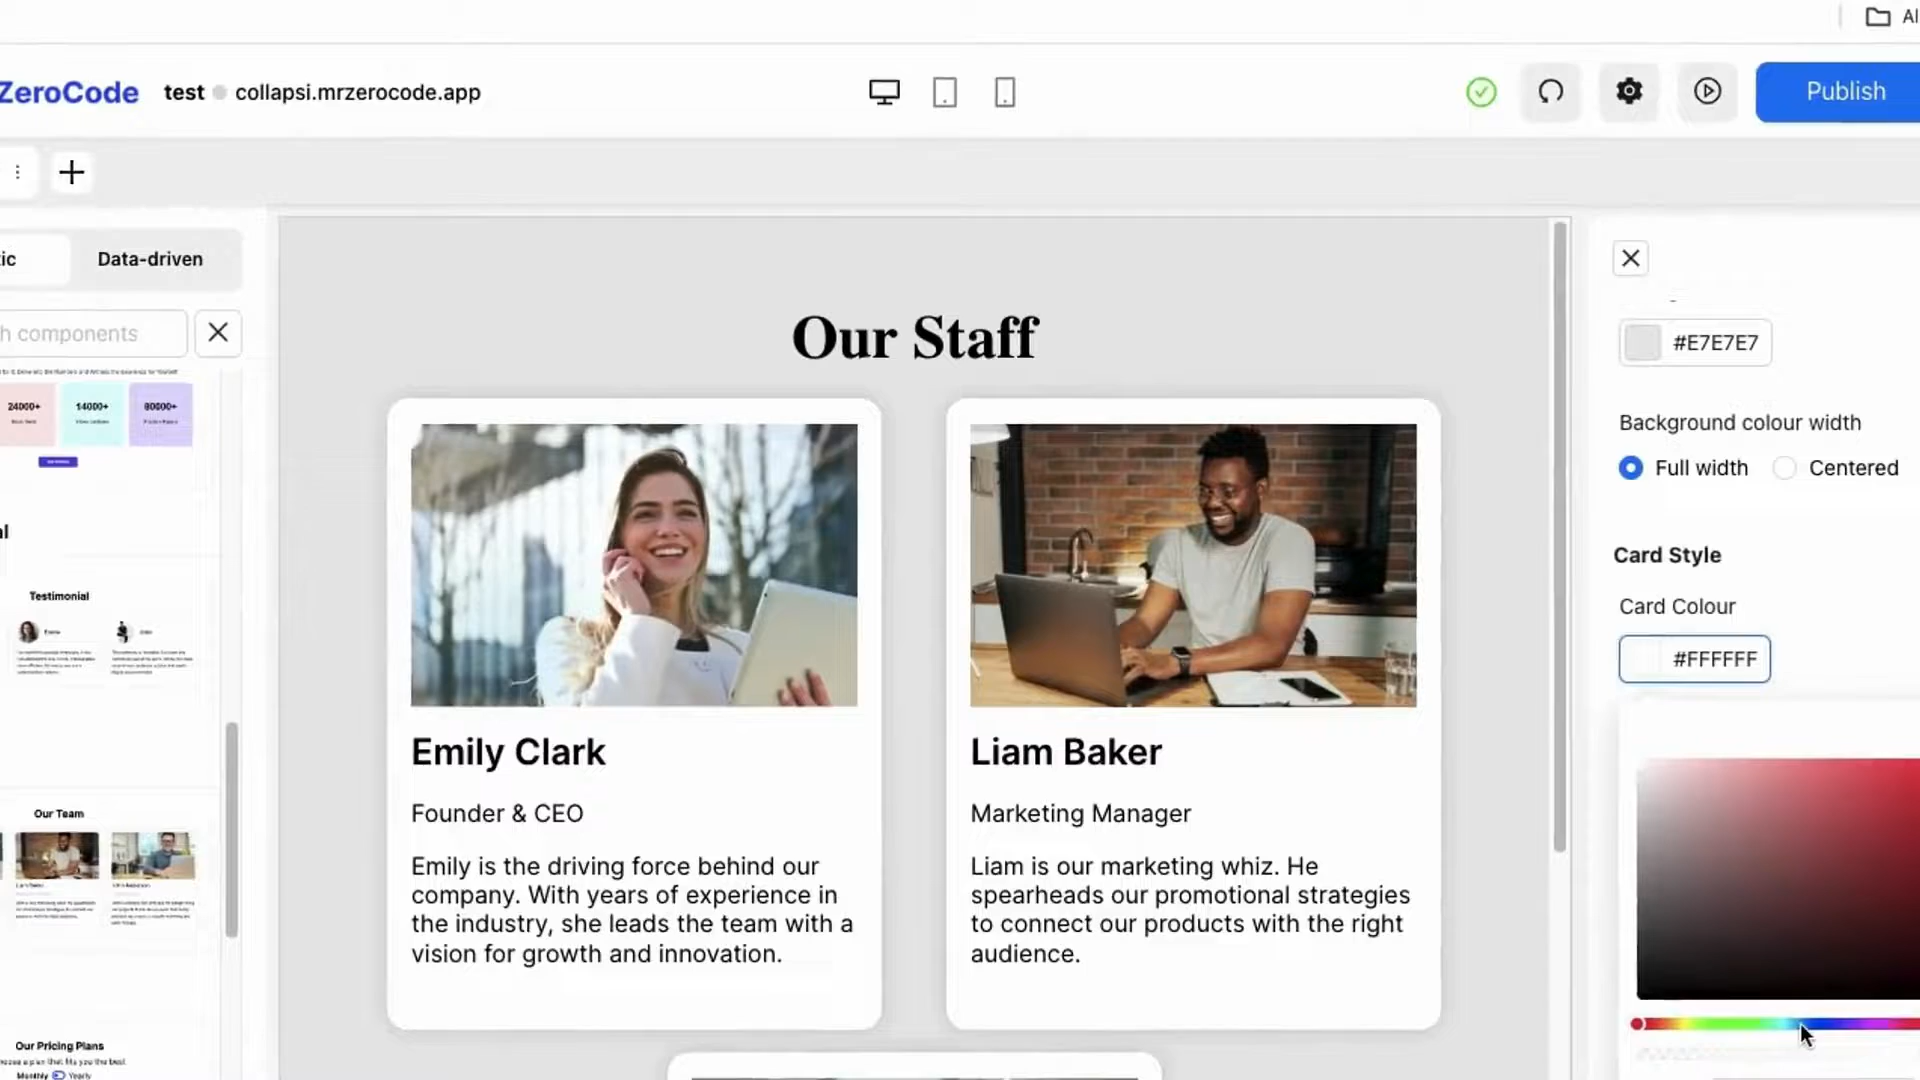 AI
ZeroCode
test
collapsi.mrzerocode.app
Publish
tic
Data-driven
h components
24000+
14000+
80000+
al
Testimonial
Our Team
Our Pricing Plans
Monthly
Yearly
Our Staff
Emily Clark
Founder & CEO
Emily is the driving force behind our
company. With years of experience in
the industry, she leads the team with a
vision for growth and innovation.
Liam Baker
Marketing Manager
Liam is our marketing whiz. He
spearheads our promotional strategies
to connect our products with the right
audience.
#E7E7E7
Background colour width
Full width
Centered
Card Style
Card Colour
#FFFFFF